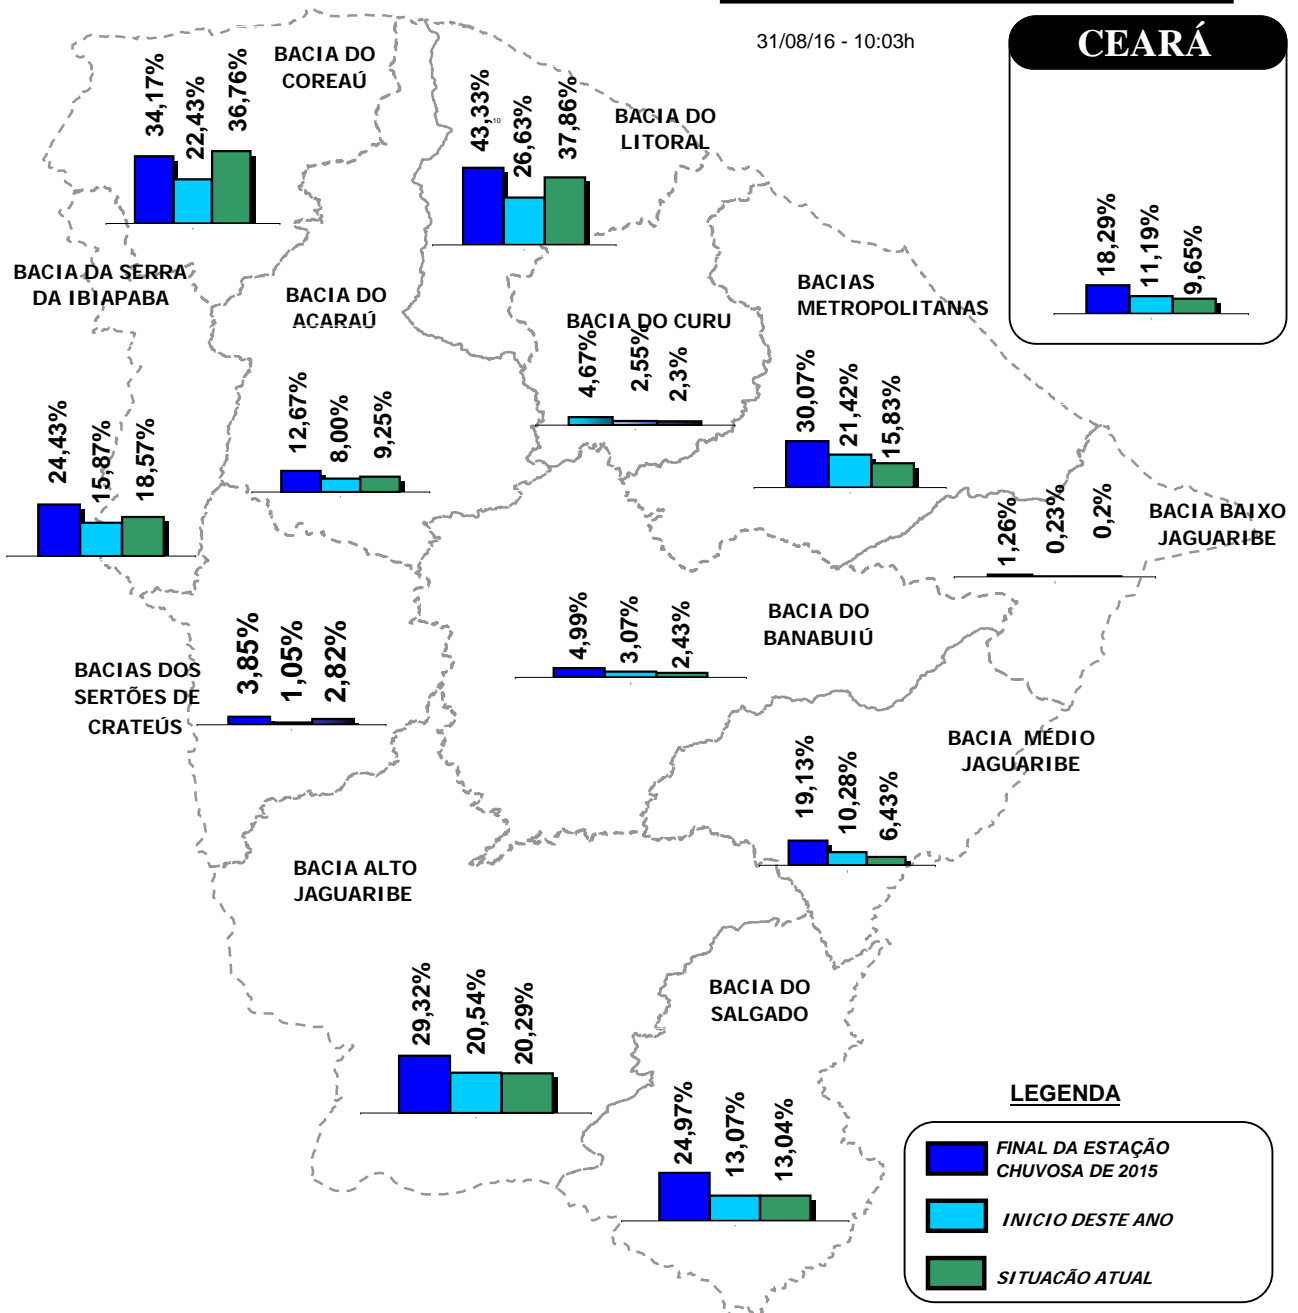 31/08/16 - 10:03h
CEARÁ
18,29%
11,19%
9,65%
BACIA DO
COREAÚ
34,17%
22,43%
36,76%
BACIA DO
LITORAL
43,33%
10
26,63%
37,86%
BACIA DA SERRA
DA IBIAPABA
24,43%
15,87%
18,57%
BACIA DO
ACARAÚ
12,67%
8,00%
9,25%
BACIA DO CURU
4,67%
2,55%
2,3%
BACIAS
METROPOLITANAS
30,07%
21,42%
15,83%
BACIA BAIXO
JAGUARIBE
1,26%
0,23%
0,2%
BACIAS DOS
SERTÕES DE
CRATEÚS
3,85%
1,05%
2,82%
BACIA DO
BANABUIÚ
4,99%
3,07%
2,43%
BACIA MÉDIO
JAGUARIBE
19,13%
10,28%
6,43%
BACIA ALTO
JAGUARIBE
29,32%
20,54%
20,29%
BACIA DO
SALGADO
24,97%
13,07%
13,04%
LEGENDA
FINAL DA ESTAÇÃO
CHUVOSA DE 2015
INICIO DESTE ANO
SITUACÃO ATUAL